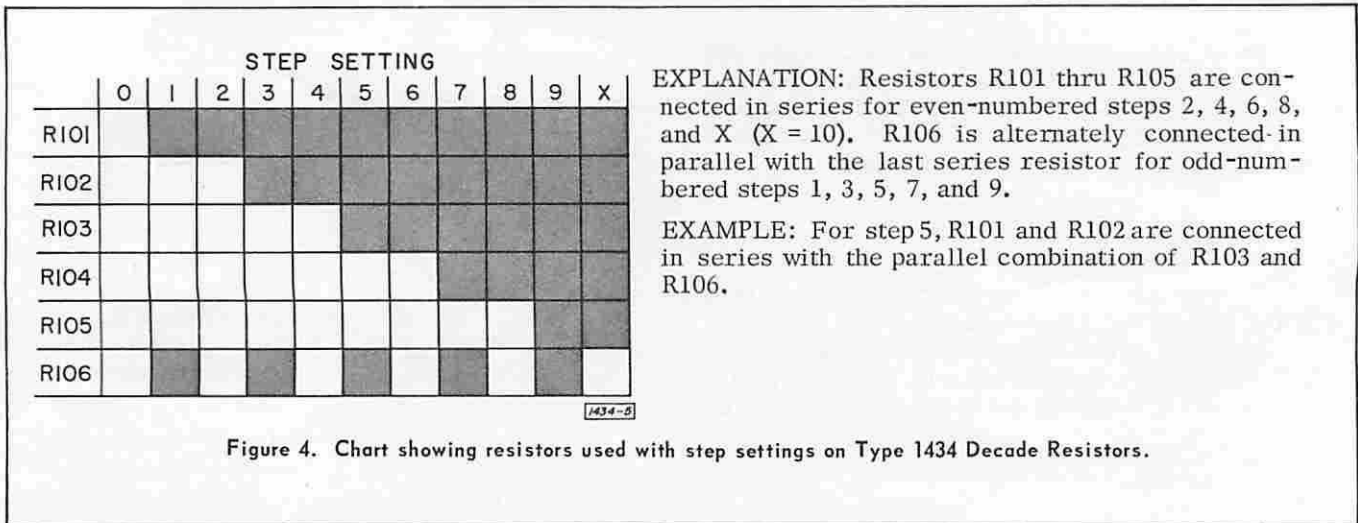 STEP SETTING
0 1 2 3 4 5 6 7 8 9 X
R101
R102
R103
R104
R105
R106
1434-5
EXPLANATION: Resistors R101 thru R105 are con-
nected in series for even-numbered steps 2, 4, 6, 8,
and X (X = 10). R106 is alternately connected in
parallel with the last series resistor for odd-num-
bered steps 1, 3, 5, 7, and 9.
EXAMPLE: For step 5, R101 and R102 are connected
in series with the parallel combination of R103 and
R106.
Figure 4. Chart showing resistors used with step settings on Type 1434 Decade Resistors.